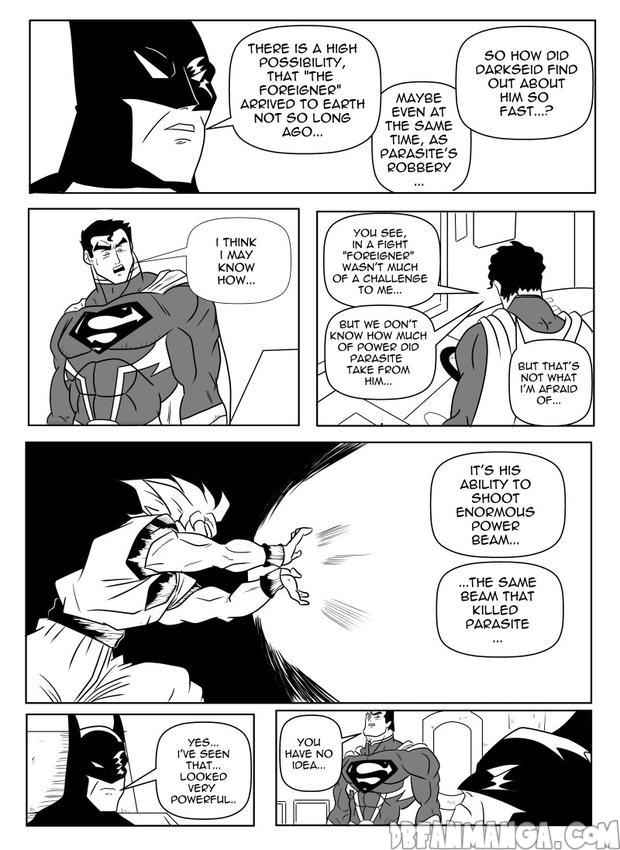 THERE IS A HIGH
POSSIBILITY,
THAT "THE
FOREIGNER"
ARRIVED TO EARTH
NOT SO LONG
AGO...
MAYBE
EVEN AT
THE SAME
TIME, AS
PARASITE'S
ROBBERY
...
SO HOW DID
DARKSEID FIND
OUT ABOUT
HIM SO
FAST...?
I THINK
I MAY
KNOW
HOW...
YOU SEE,
IN A FIGHT
"FOREIGNER"
WASN'T MUCH
OF A CHALLENGE
TO ME...
BUT WE DON'T
KNOW HOW MUCH
OF POWER DID
PARASITE
TAKE FROM
HIM...
BUT THAT'S
NOT WHAT
I'M AFRAID
OF...
IT'S HIS
ABILITY TO
SHOOT
ENORMOUS
POWER
BEAM...
...THE SAME
BEAM THAT
KILLED
PARASITE
...
YES...
I'VE SEEN
THAT...
LOOKED
VERY
POWERFUL..
YOU
HAVE NO
IDEA...
DBFANMANGA.COM